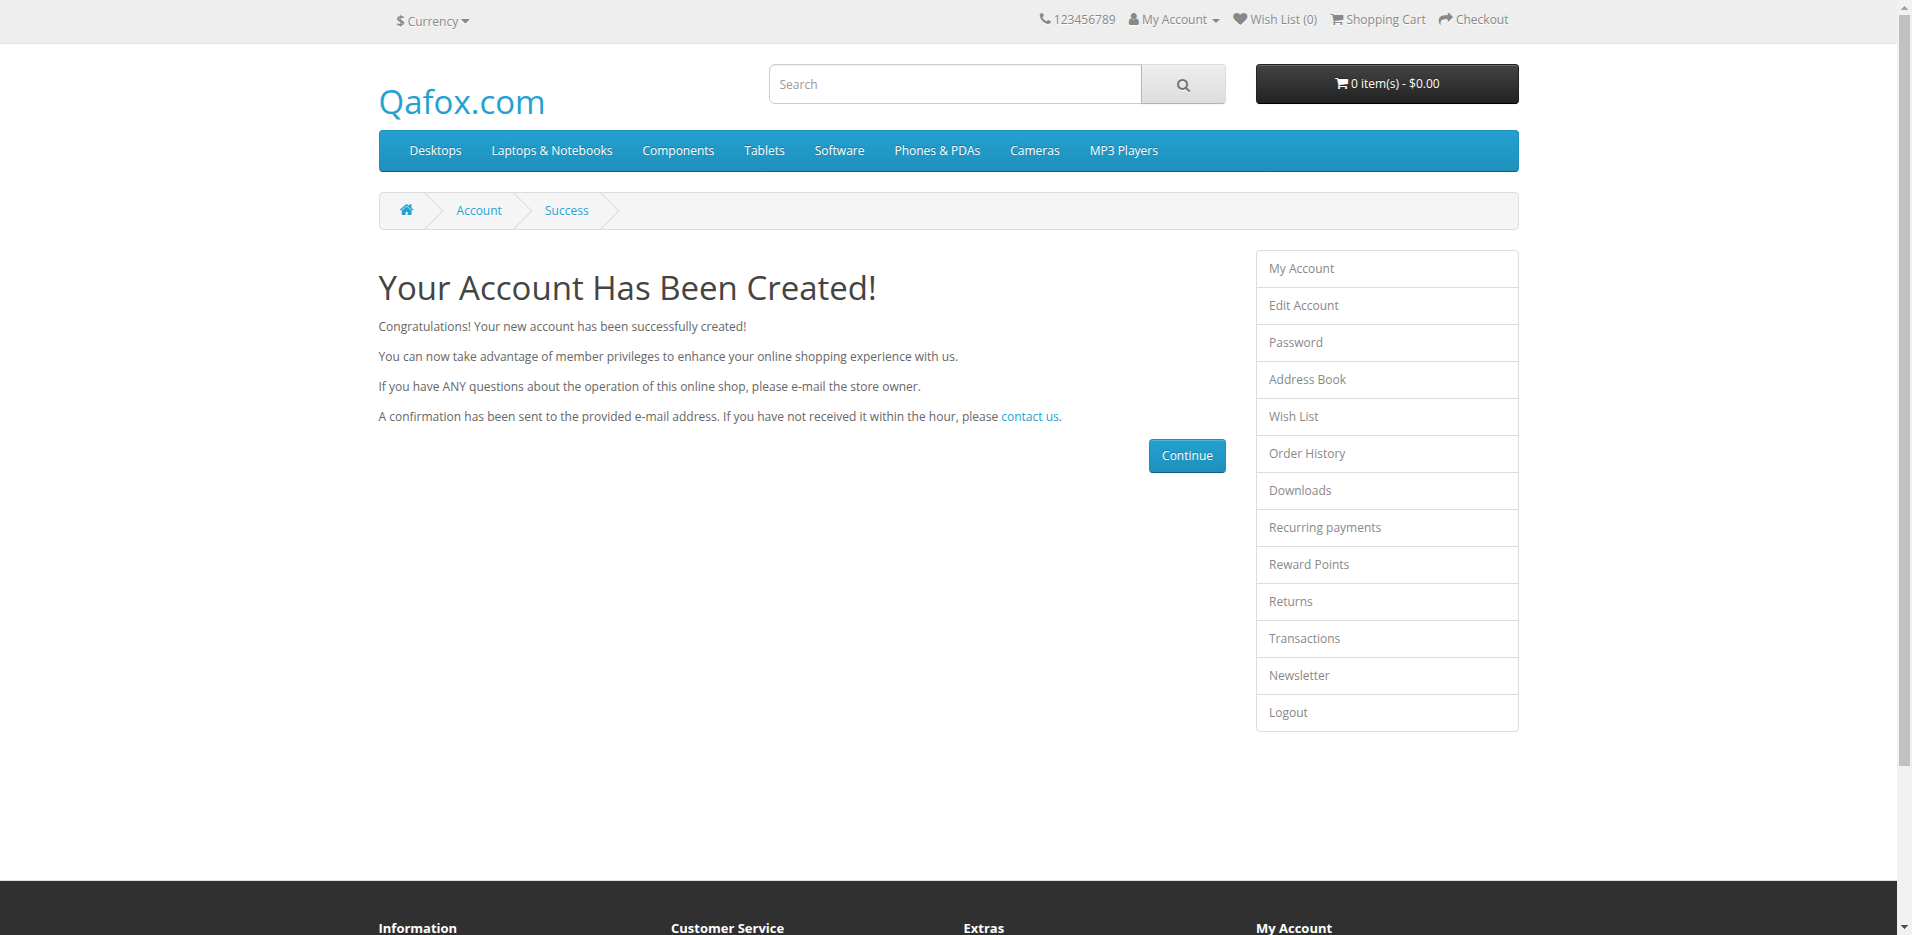 $ Currency
123456789 My Account Wish List (0) Shopping Cart Checkout
Qafox.com
Search
0 item(s) - $0.00
Desktops Laptops & Notebooks Components Tablets Software Phones & PDAs Cameras MP3 Players
Account Success
Your Account Has Been Created!
Congratulations! Your new account has been successfully created!
You can now take advantage of member privileges to enhance your online shopping experience with us.
If you have ANY questions about the operation of this online shop, please e-mail the store owner.
A confirmation has been sent to the provided e-mail address. If you have not received it within the hour, please contact us.
Continue
My Account
Edit Account
Password
Address Book
Wish List
Order History
Downloads
Recurring payments
Reward Points
Returns
Transactions
Newsletter
Logout
Information Customer Service Extras My Account